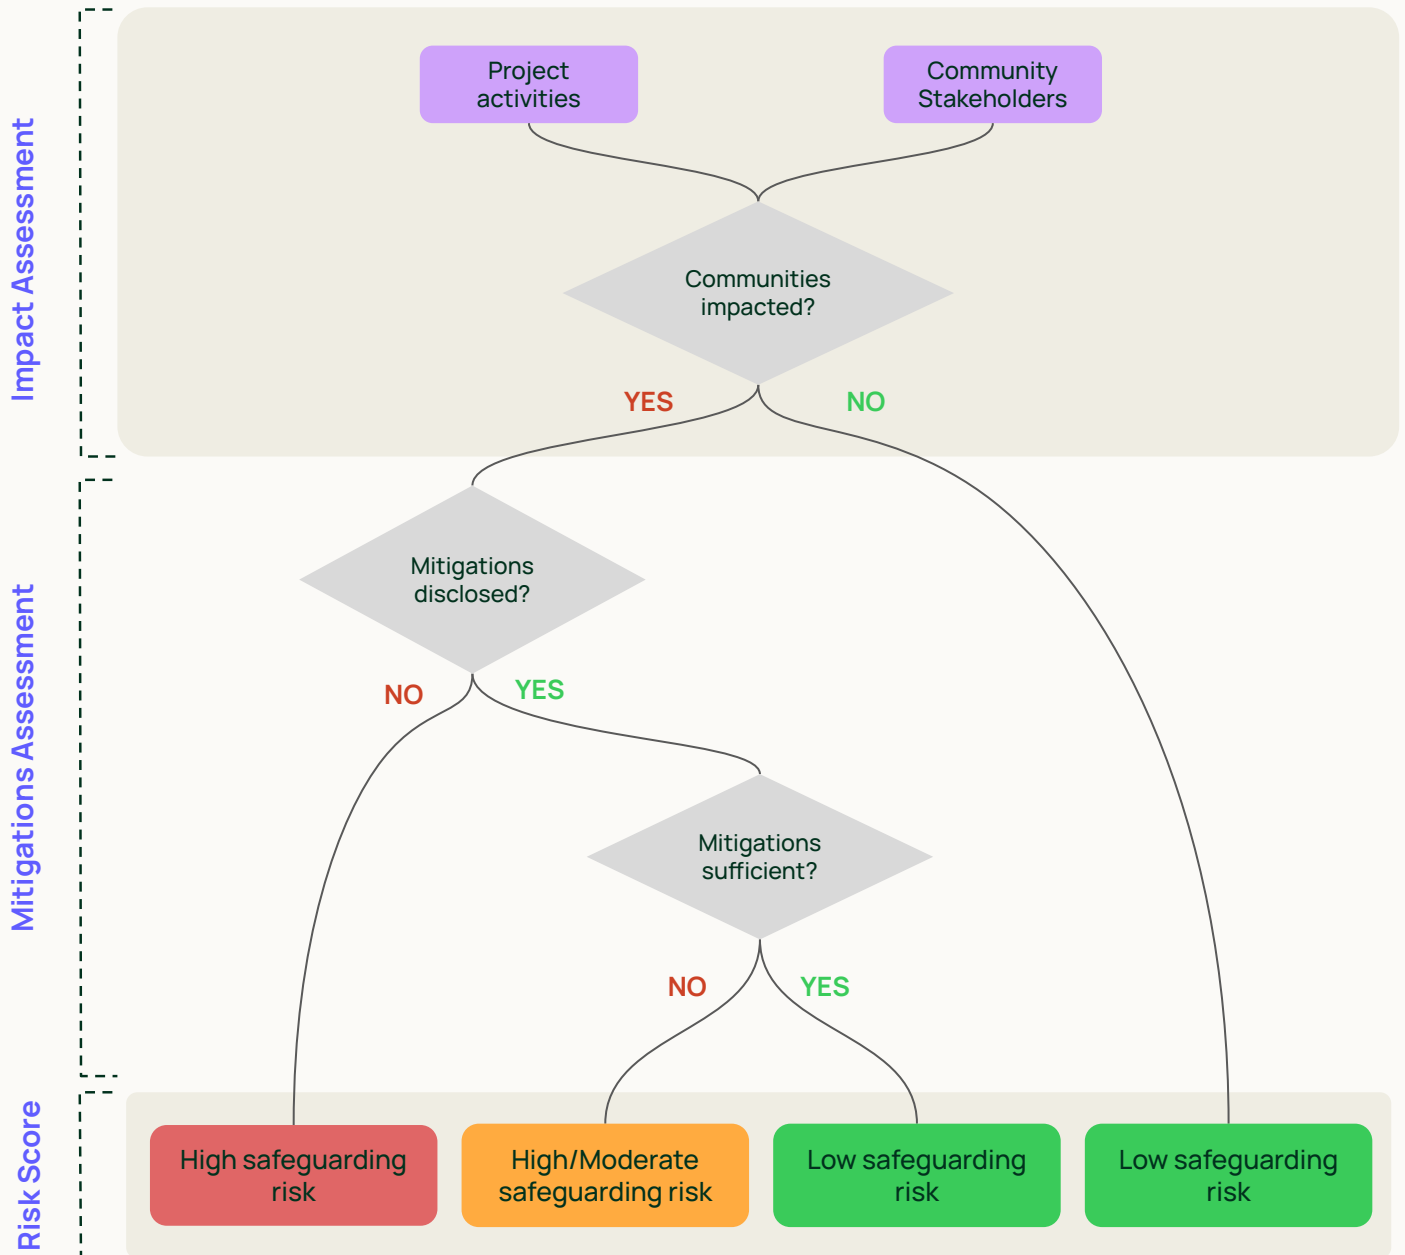 Impact Assessment
Project
activities
Community
Stakeholders
Communities
impacted?
YES
NO
Mitigations Assessment
Mitigations
disclosed?
NO
YES
Mitigations
sufficient?
NO
YES
Risk Score
High safeguarding
risk
High/Moderate
safeguarding risk
Low safeguarding
risk
Low safeguarding
risk